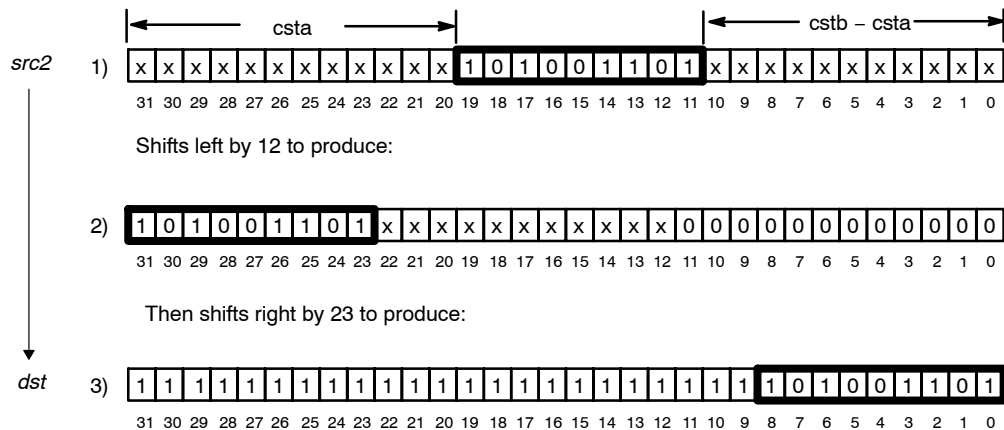 csta
cstb – csta
src2
1) x x x x x x x x x x x x 1 0 1 0 0 1 1 0 1 x x x x x x x x x x x
31 30 29 28 27 26 25 24 23 22 21 20 19 18 17 16 15 14 13 12 11 10 9 8 7 6 5 4 3 2 1 0
Shifts left by 12 to produce:
2) 1 0 1 0 0 1 1 0 1 x x x x x x x x x x x 0 0 0 0 0 0 0 0 0 0 0 0
31 30 29 28 27 26 25 24 23 22 21 20 19 18 17 16 15 14 13 12 11 10 9 8 7 6 5 4 3 2 1 0
Then shifts right by 23 to produce:
dst
3) 1 1 1 1 1 1 1 1 1 1 1 1 1 1 1 1 1 1 1 1 1 1 1 1 0 1 0 0 1 1 0 1
31 30 29 28 27 26 25 24 23 22 21 20 19 18 17 16 15 14 13 12 11 10 9 8 7 6 5 4 3 2 1 0